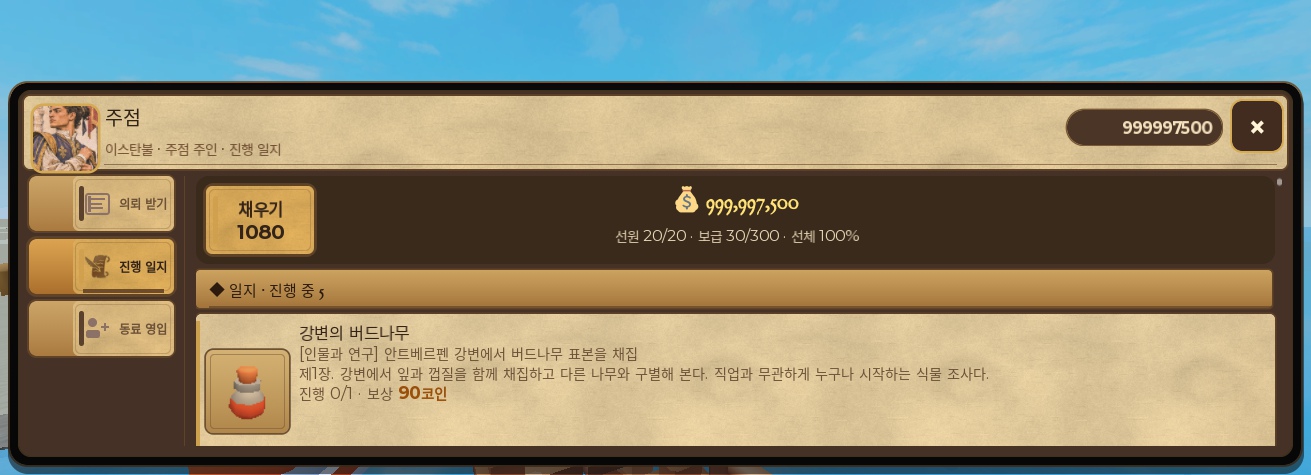 주점
이스탄불 · 주점 주인 · 진행 일지
999997500
×
의뢰 받기
진행 일지
동료 영입
채우기
1080
$ 999,997,500
선원 20/20 · 보급 30/300 · 선체 100%
◆ 일지 · 진행 중 5
강변의 버드나무
[인물과 연구] 안트베르펜 강변에서 버드나무 표본을 채집
제1장. 강변에서 잎과 껍질을 함께 채집하고 다른 나무와 구별해 본다. 직업과 무관하게 누구나 시작하는 식물 조사다.
진행 0/1 · 보상 90코인